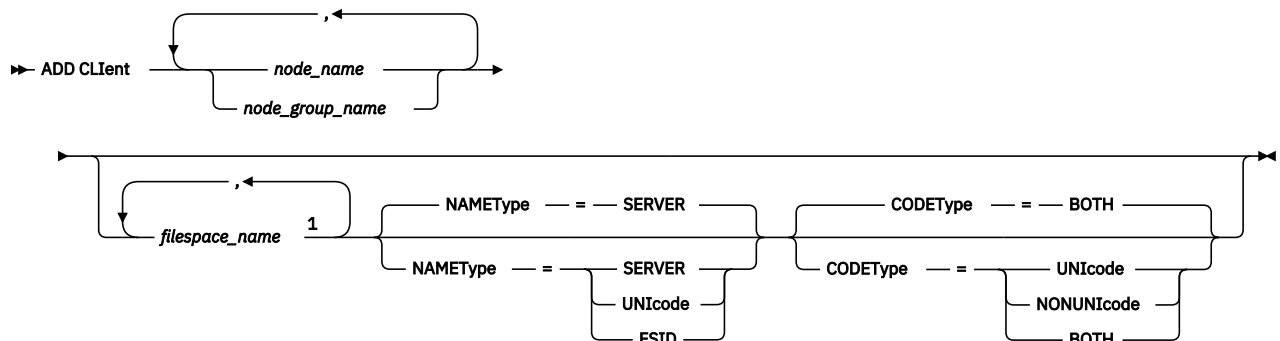 ,
ADD CLIent node_name
node_group_name
,
NAMEType = SERVER CODEType = BOTH
filespace_name 1
NAMEType = SERVER CODEType = UNIcode
UNIcode NONUNIcode
FSID BOTH